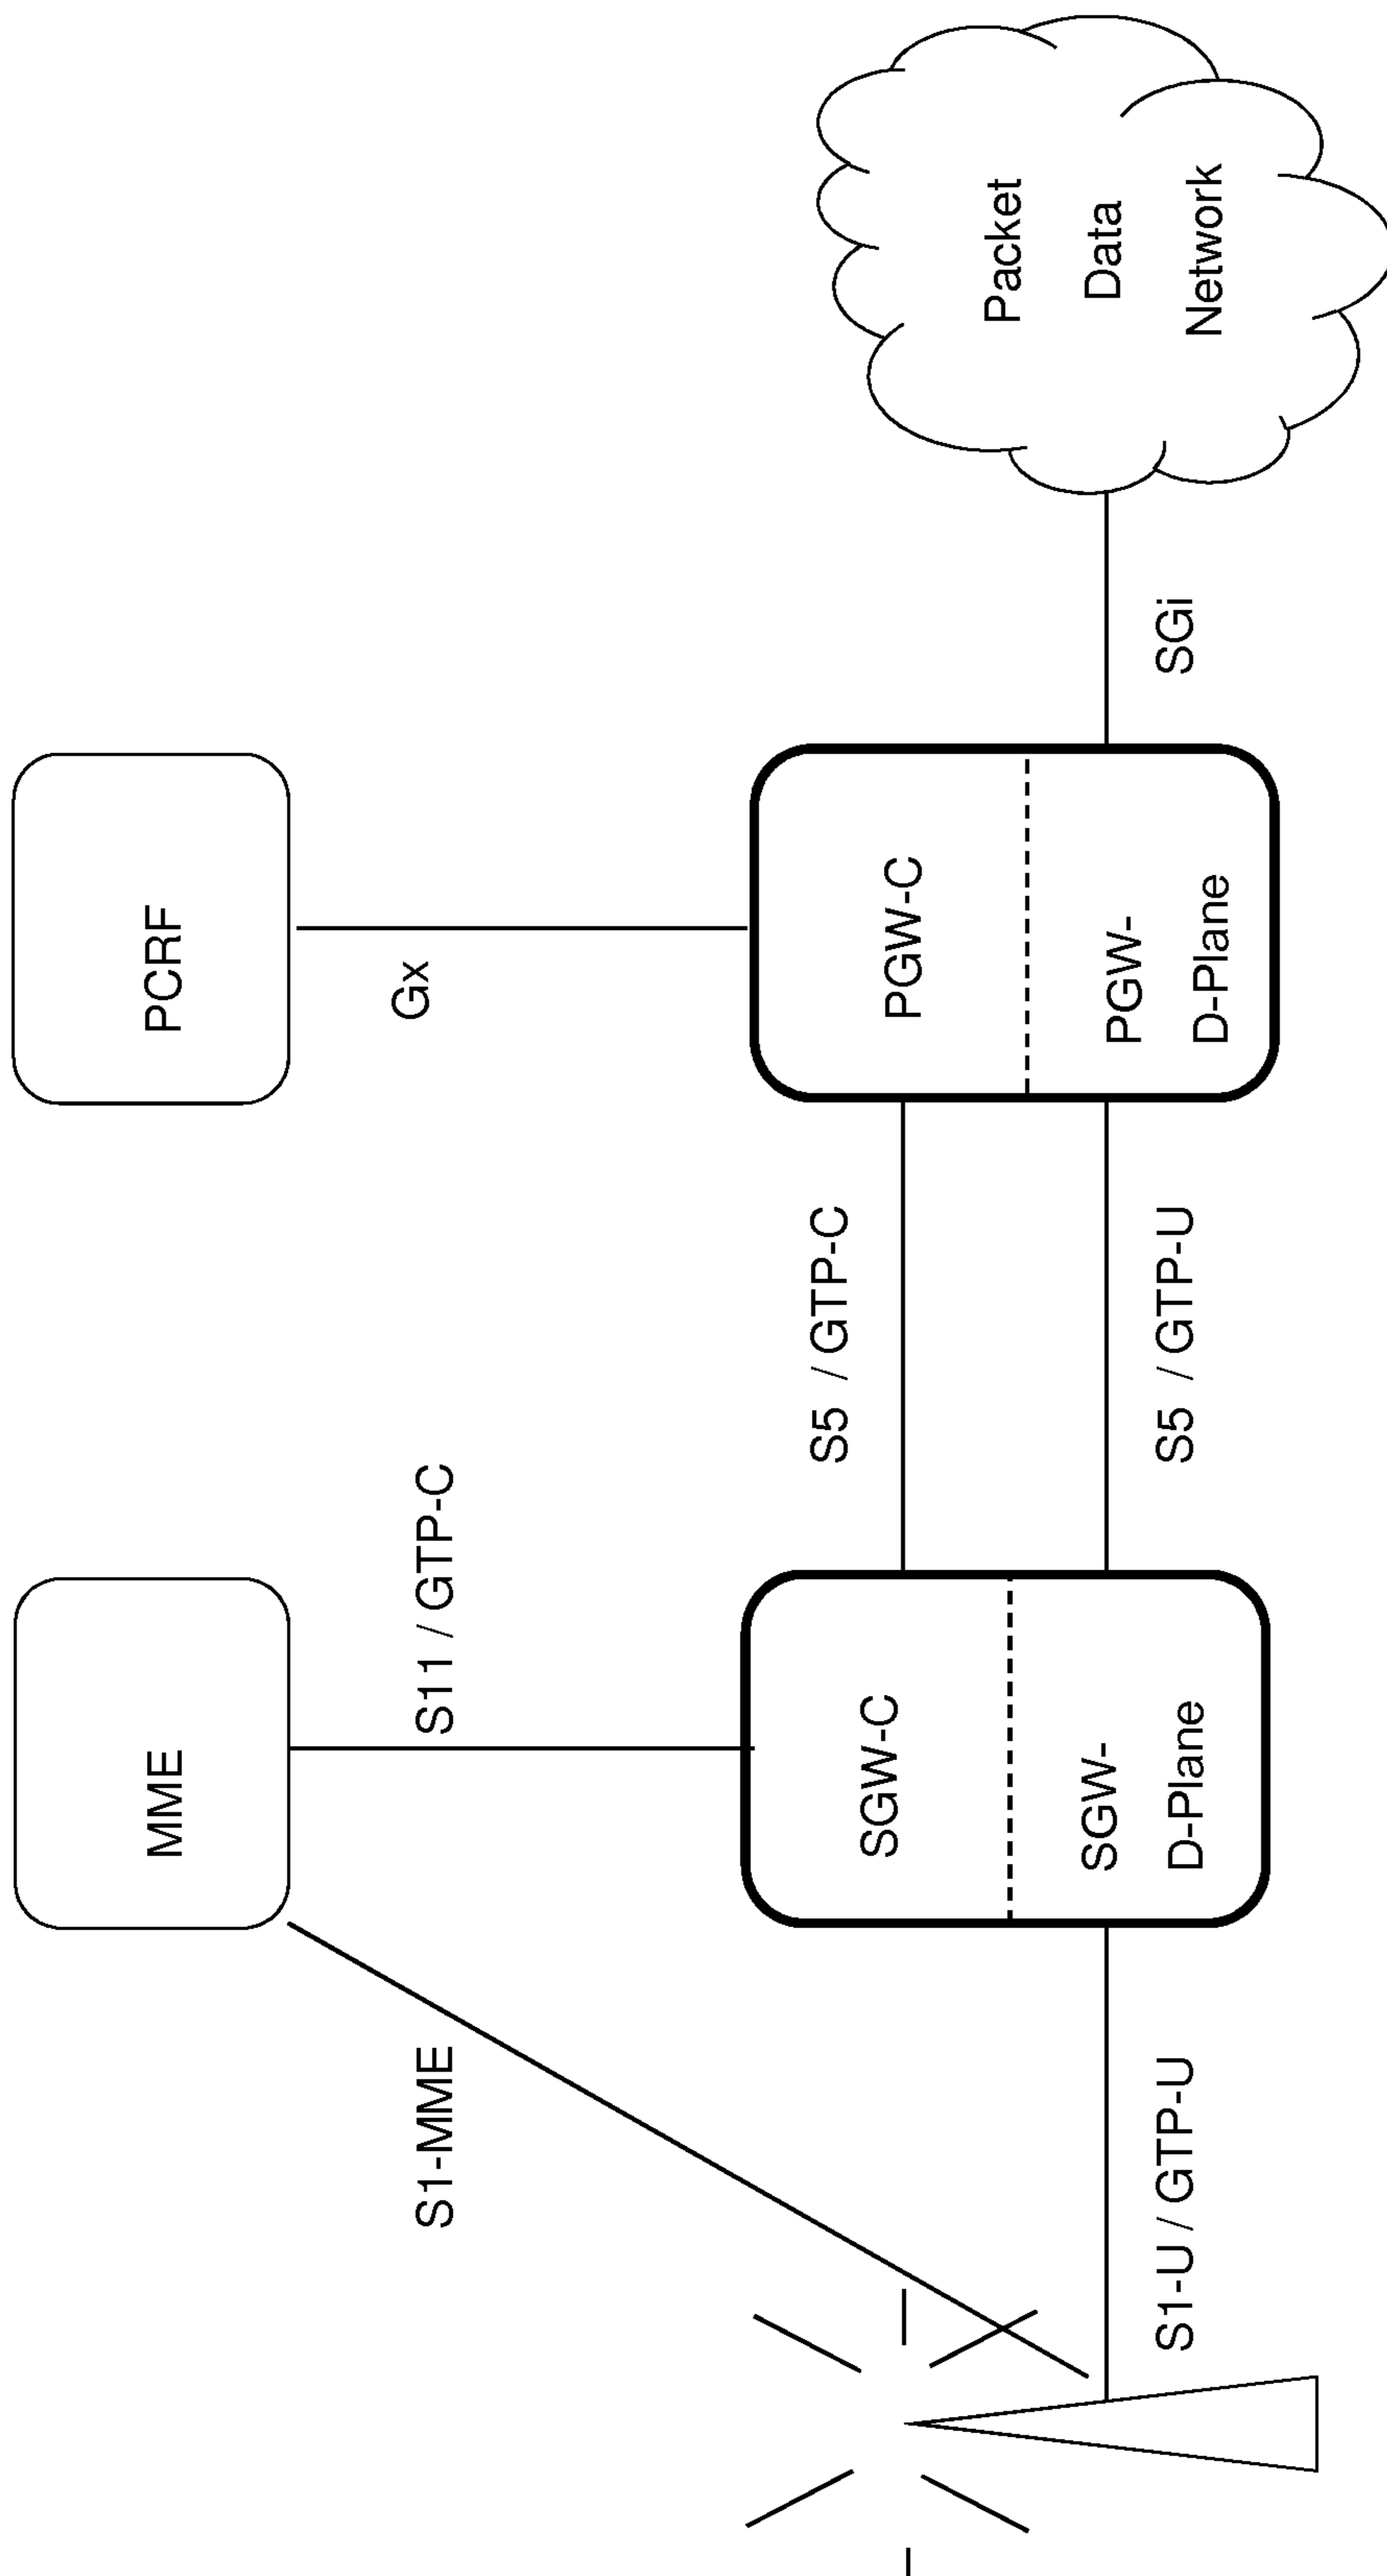 MME
PCRF
S1-MME
S11 / GTP-C
Gx
SGW-C
SGW-
D-Plane
S5 / GTP-C
PGW-C
PGW-
D-Plane
Packet
Data
Network
S1-U / GTP-U
S5 / GTP-U
SGi